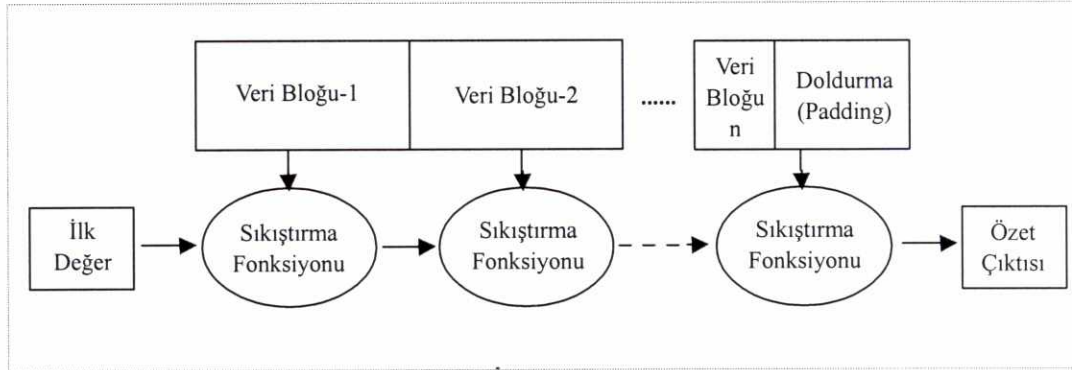 Veri Bloğu-1
Veri Bloğu-2
......
Veri
Bloğu
n
Doldurma
(Padding)
İlk
Değer
Sıkıştırma
Fonksiyonu
Sıkıştırma
Fonksiyonu
Sıkıştırma
Fonksiyonu
Özet
Çıktısı